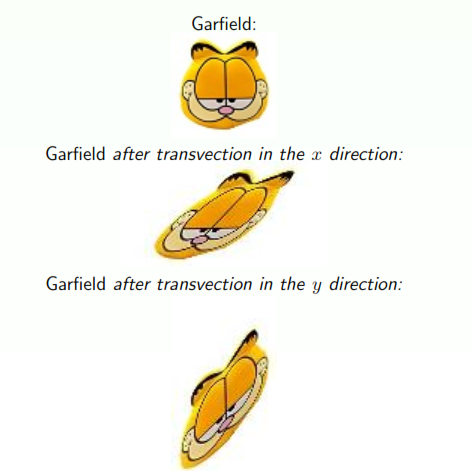 Garfield:
Garfield after transvection in the x direction:
Garfield after transvection in the y direction: